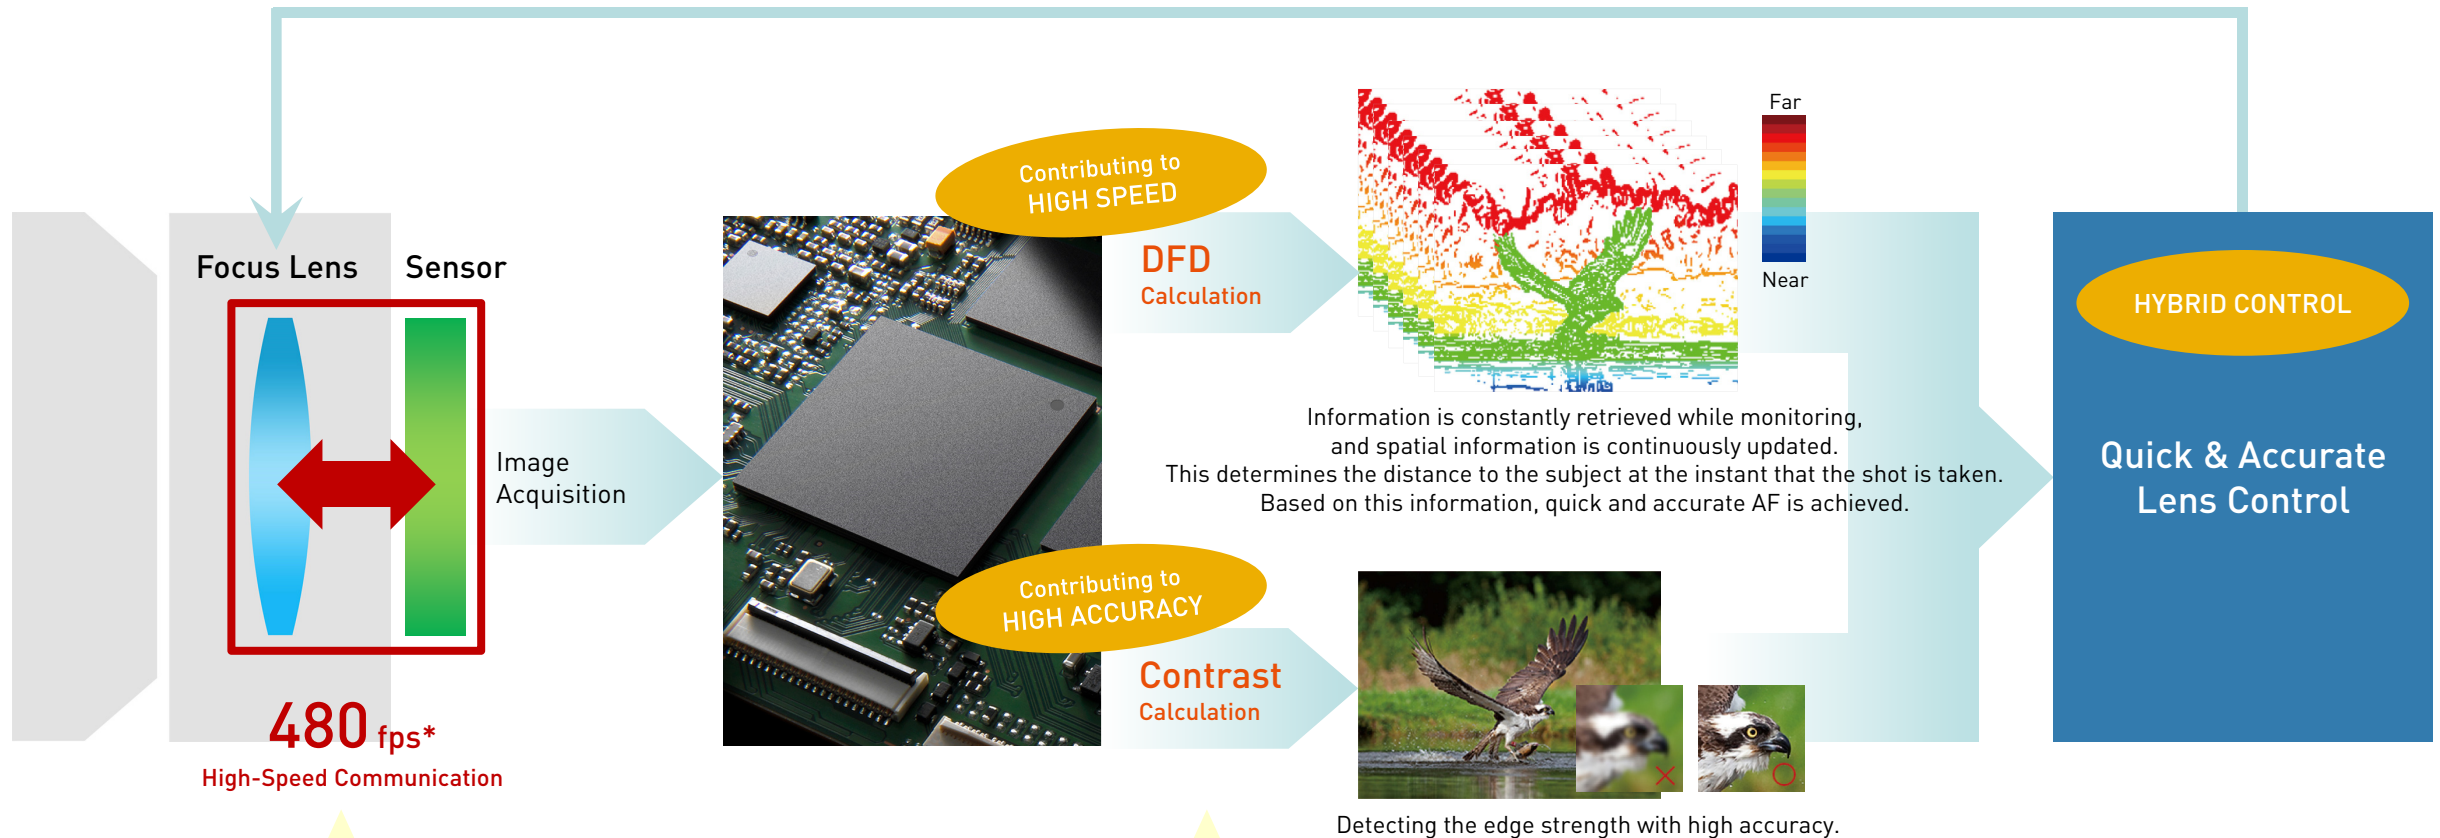 Focus Lens
Sensor
480 fps*
High-Speed Communication
Image
Acquisition
Contributing to
HIGH SPEED
DFD
Calculation
Far
Near
Information is constantly retrieved while monitoring,
and spatial information is continuously updated.
This determines the distance to the subject at the instant that the shot is taken.
Based on this information, quick and accurate AF is achieved.
Contributing to
HIGH ACCURACY
Contrast
Calculation
Detecting the edge strength with high accuracy.
HYBRID CONTROL
Quick & Accurate
Lens Control